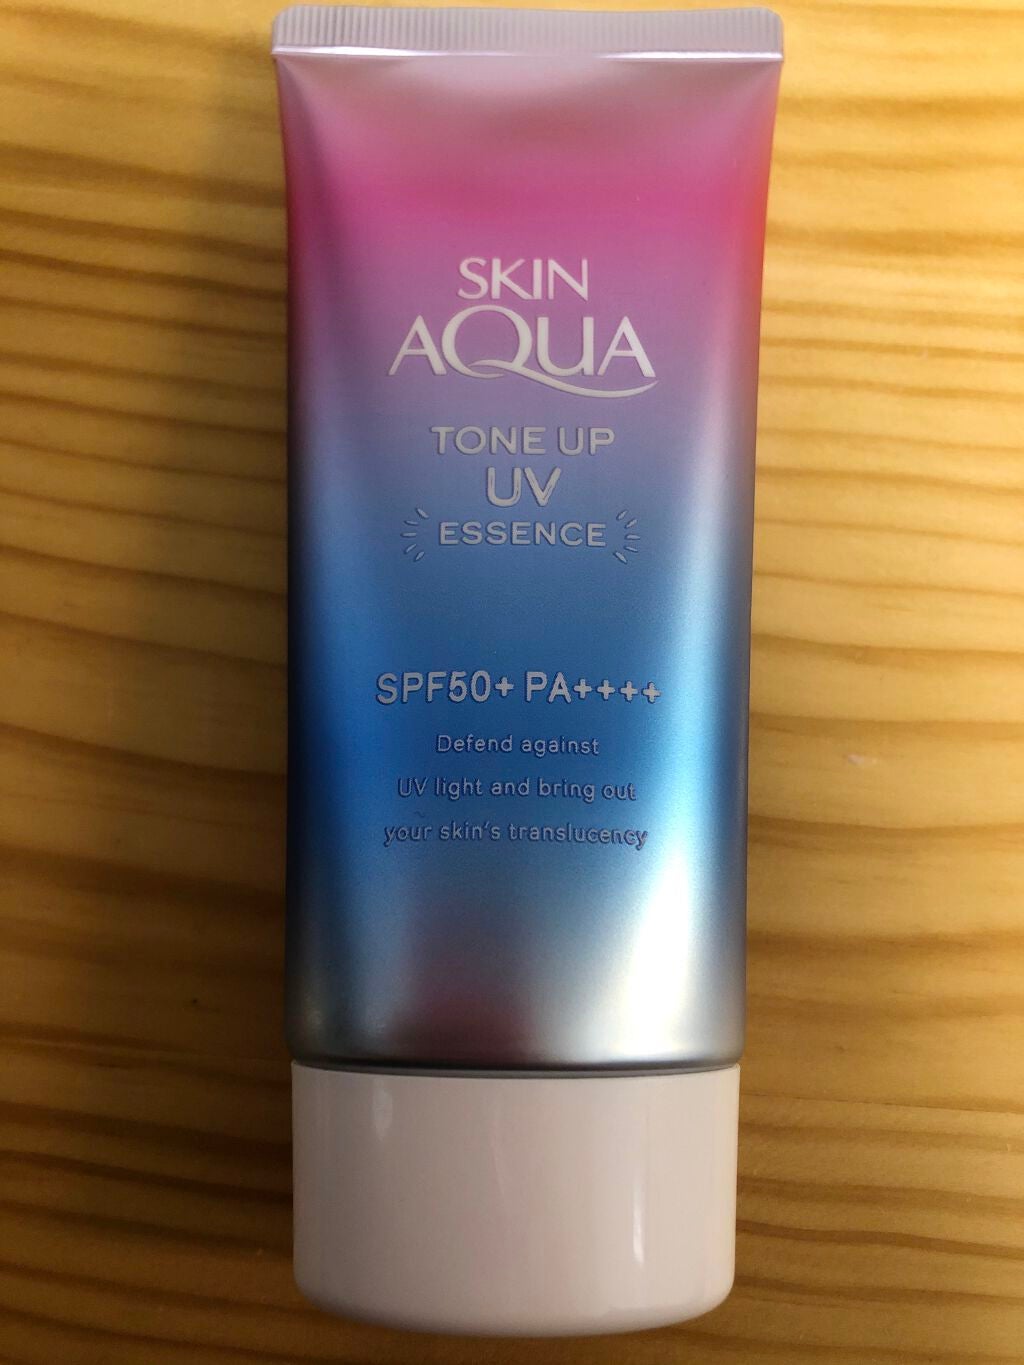 SKIN
AQUA
TONE UP
UV
ESSENCE
SPF50+ PA++++
Defend against
UV light and bring out
your skin's translucency